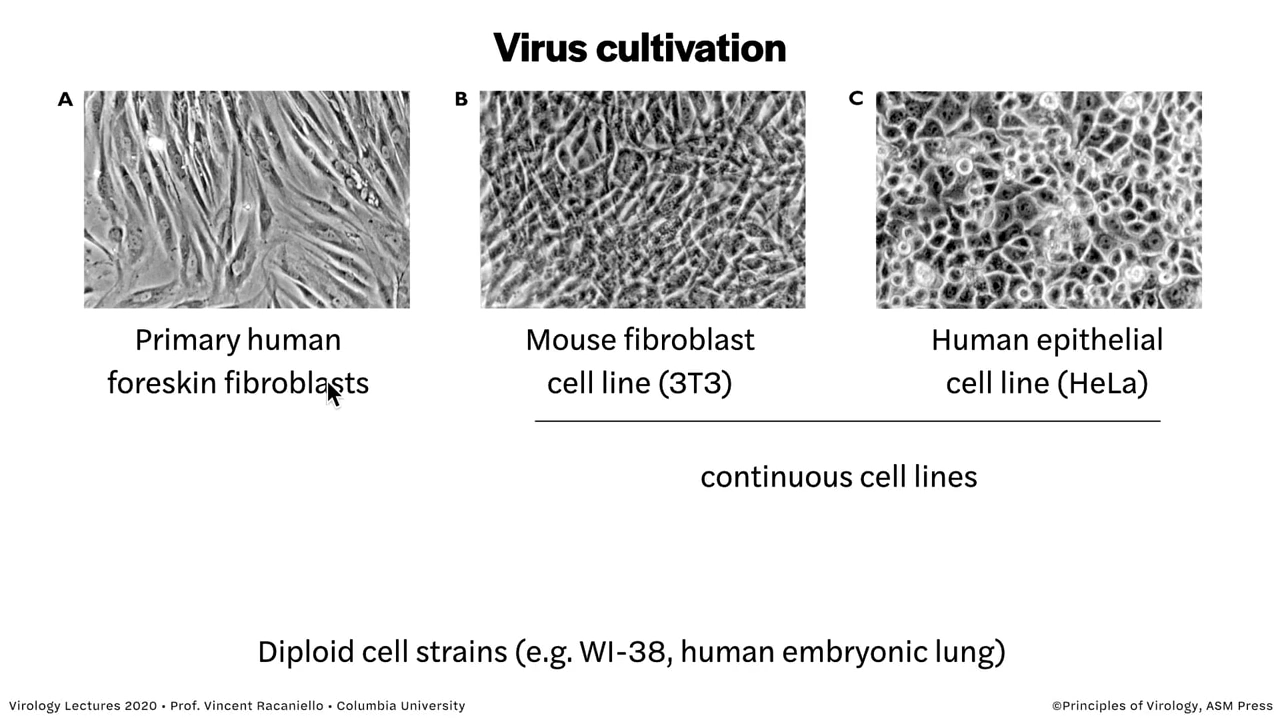 Virus cultivation
A
B
C
Primary human
foreskin fibroblasts
Mouse fibroblast
cell line (3T3)
Human epithelial
cell line (HeLa)
continuous cell lines
Diploid cell strains (e.g. WI-38, human embryonic lung)
Virology Lectures 2020 • Prof. Vincent Racaniello • Columbia University
©Principles of Virology, ASM Press